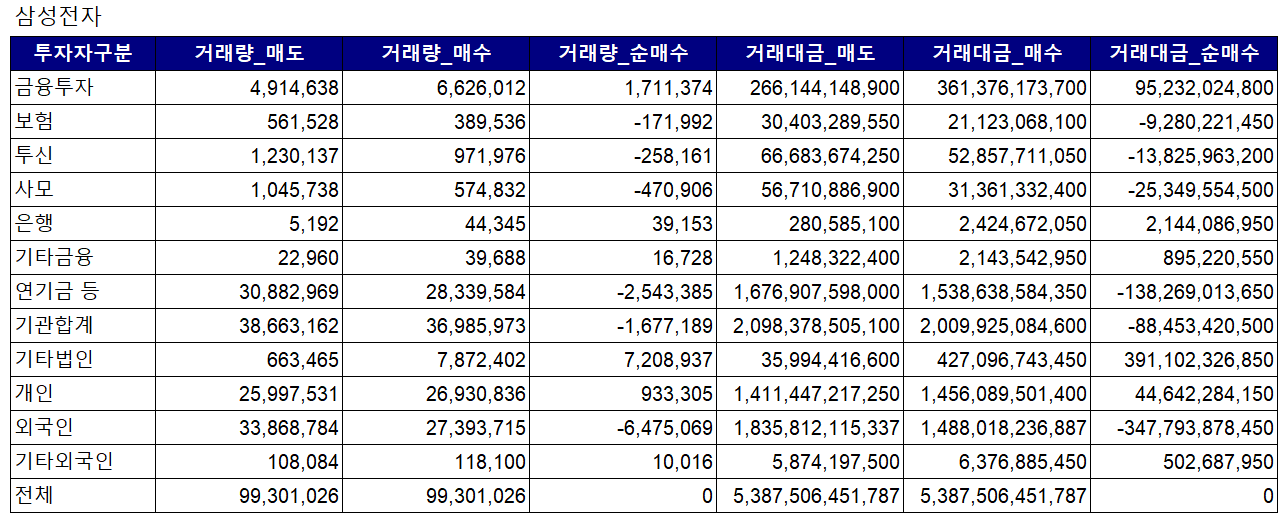 삼성전자
투자자구분 거래량_매도 거래량_매수 거래량_순매수 거래대금_매도 거래대금_매수 거래대금_순매수
금융투자 4,914,638 6,626,012 1,711,374 266,144,148,900 361,376,173,700 95,232,024,800
보험 561,528 389,536 -171,992 30,403,289,550 21,123,068,100 -9,280,221,450
투신 1,230,137 971,976 -258,161 66,683,674,250 52,857,711,050 -13,825,963,200
사모 1,045,738 574,832 -470,906 56,710,886,900 31,361,332,400 -25,349,554,500
은행 5,192 44,345 39,153 280,585,100 2,424,672,050 2,144,086,950
기타금융 22,960 39,688 16,728 1,248,322,400 2,143,542,950 895,220,550
연기금 등 30,882,969 28,339,584 -2,543,385 1,676,907,598,000 1,538,638,584,350 -138,269,013,650
기관합계 38,663,162 36,985,973 -1,677,189 2,098,378,505,100 2,009,925,084,600 -88,453,420,500
기타법인 663,465 7,872,402 7,208,937 35,994,416,600 427,096,743,450 391,102,326,850
개인 25,997,531 26,930,836 933,305 1,411,447,217,250 1,456,089,501,400 44,642,284,150
외국인 33,868,784 27,393,715 -6,475,069 1,835,812,115,337 1,488,018,236,887 -347,793,878,450
기타외국인 108,084 118,100 10,016 5,874,197,500 6,376,885,450 502,687,950
전체 99,301,026 99,301,026 0 5,387,506,451,787 5,387,506,451,787 0